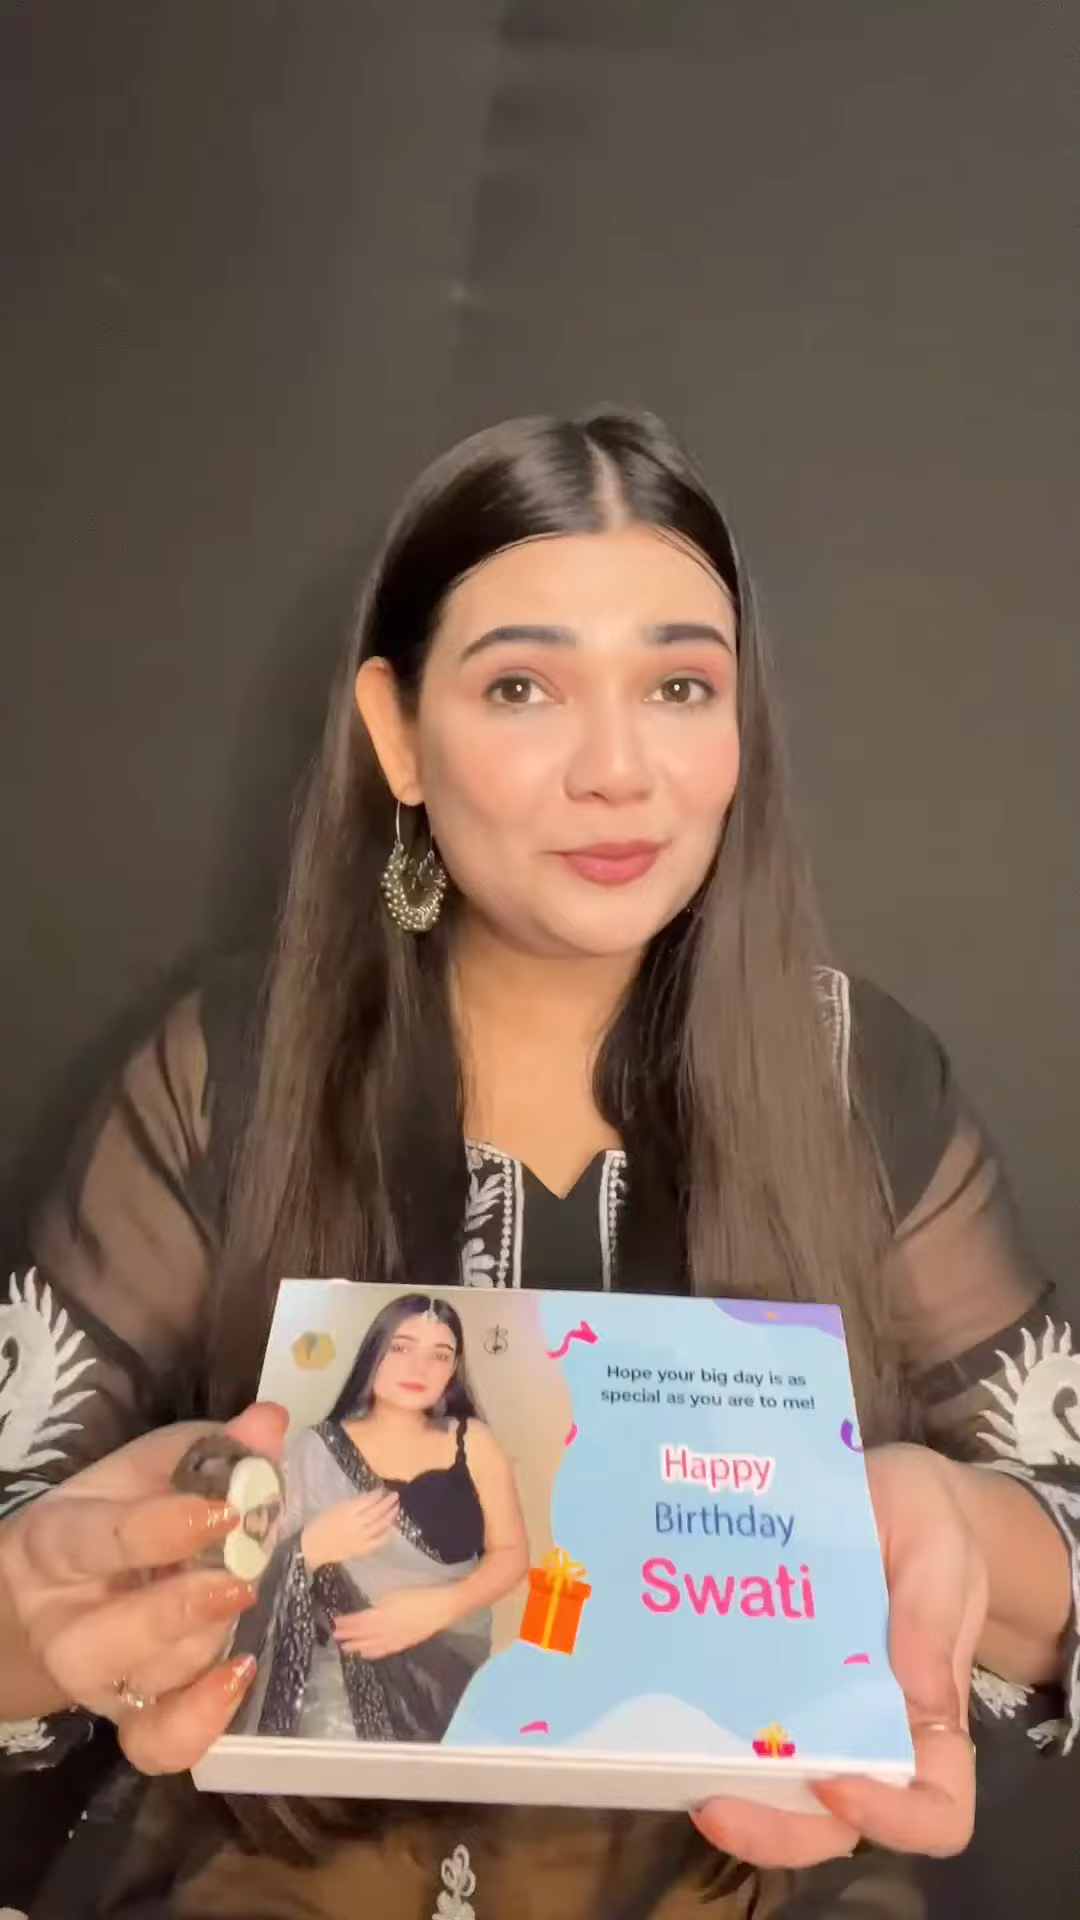 Hope your big day is as
special as you are to me!
Happy
Birthday
Swati